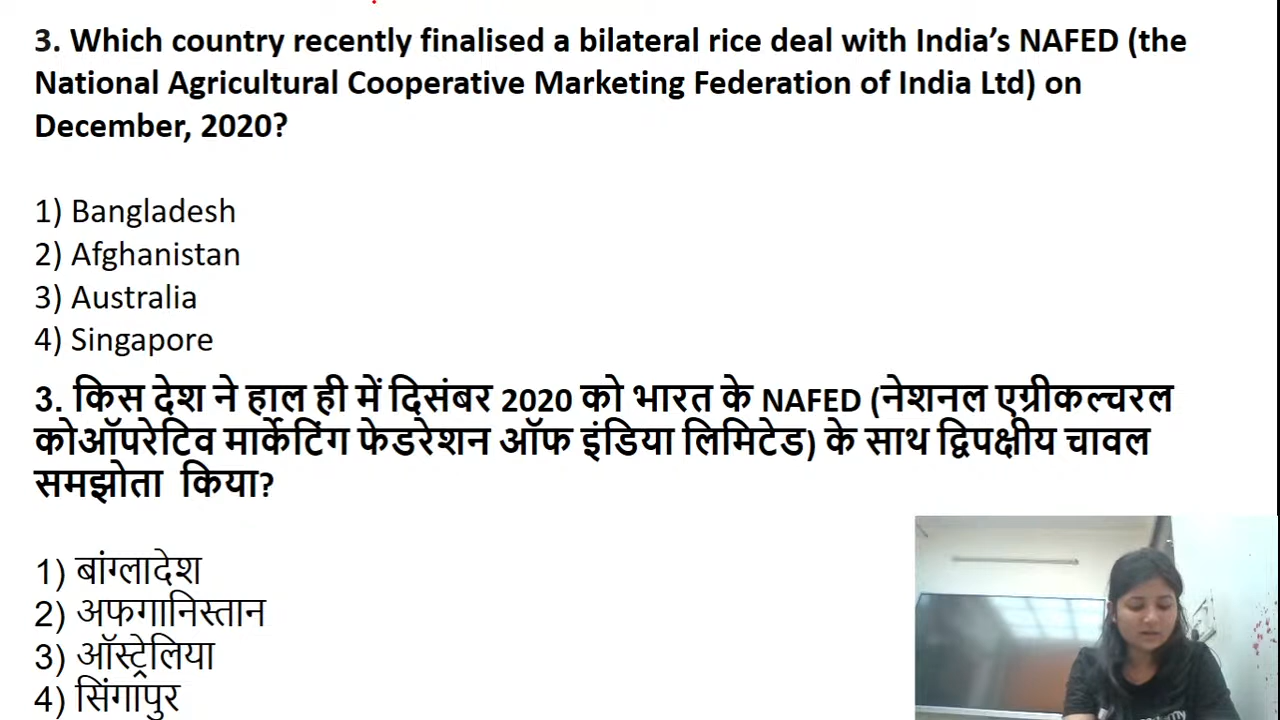 3. Which country recently finalised a bilateral rice deal with India’s NAFED (the
National Agricultural Cooperative Marketing Federation of India Ltd) on
December, 2020?
1) Bangladesh
2) Afghanistan
3) Australia
4) Singapore
3. किस देश ने हाल ही में दिसंबर 2020 को भारत के NAFED (नेशनल एग्रीकल्चरल
कोऑपरेटिव मार्केटिंग फेडरेशन ऑफ इंडिया लिमिटेड) के साथ द्विपक्षीय चावल
समझोता किया?
1) बांग्लादेश
2) अफगानिस्तान
3) ऑस्ट्रेलिया
4) सिंगापुर